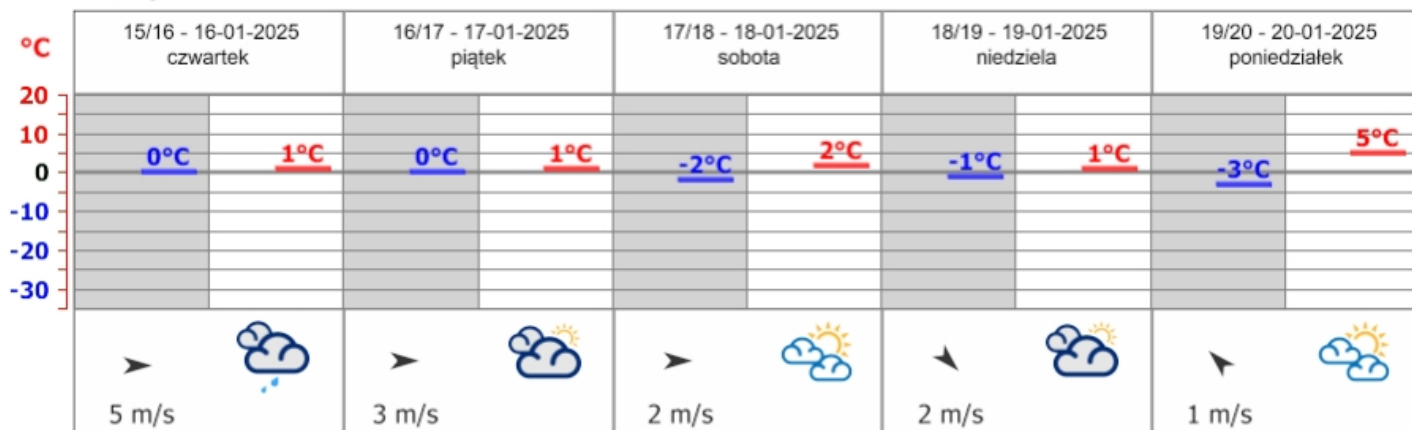 15/16 - 16-01-2025
czwartek
16/17 - 17-01-2025
piątek
17/18 - 18-01-2025
sobota
18/19 - 19-01-2025
niedziela
19/20 - 20-01-2025
poniedziałek
°C
20
10
0
-10
-20
-30
0°C
1°C
0°C
1°C
-2°C
2°C
-1°C
1°C
-3°C
5°C
5 m/s
3 m/s
2 m/s
2 m/s
1 m/s